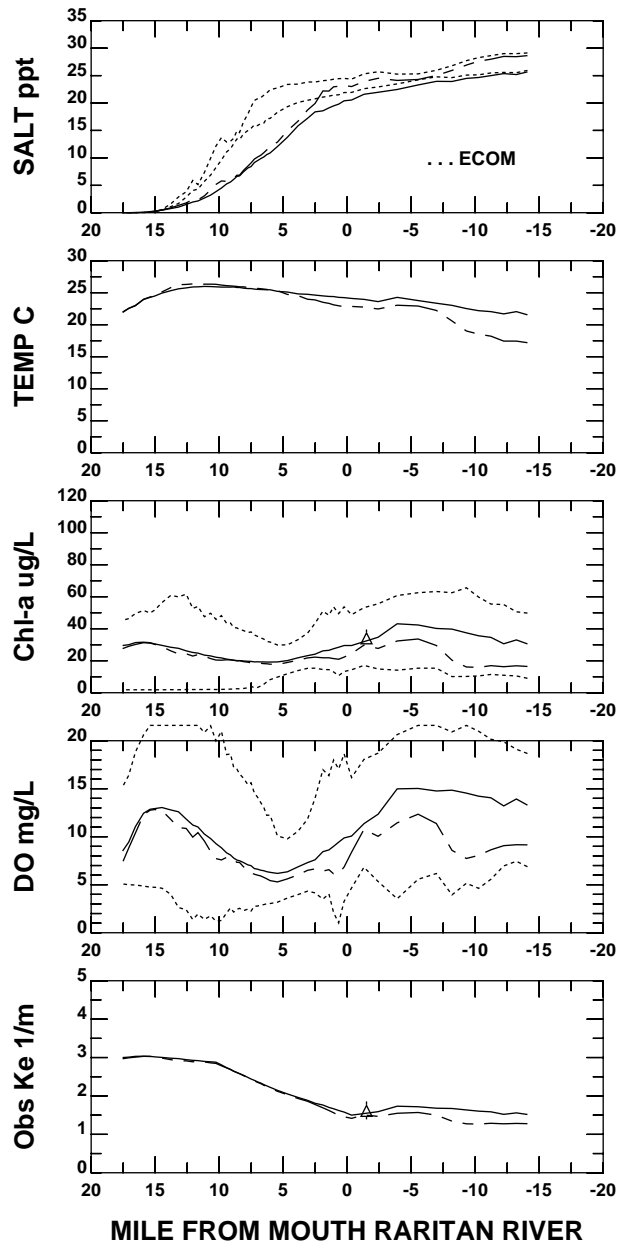 SALT ppt
35
30
25
20
15
10
5
0
. . . ECOM
20 15 10 5 0 -5 -10 -15 -20
TEMP C
30
25
20
15
10
5
0
20 15 10 5 0 -5 -10 -15 -20
Chl-a ug/L
120
100
80
60
40
20
0
20 15 10 5 0 -5 -10 -15 -20
DO mg/L
20
15
10
5
0
20 15 10 5 0 -5 -10 -15 -20
Obs Ke 1/m
5
4
3
2
1
0
20 15 10 5 0 -5 -10 -15 -20
MILE FROM MOUTH RARITAN RIVER